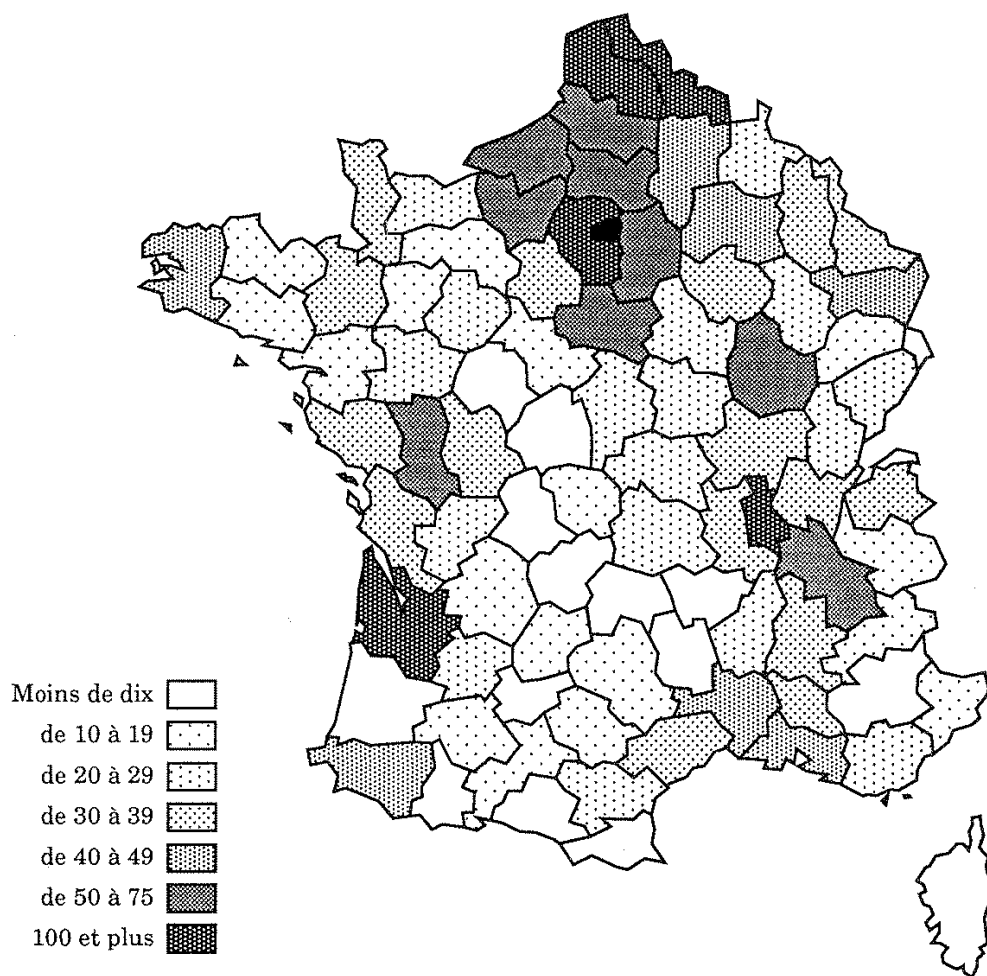 Moins de dix
de 10 à 19
de 20 à 29
de 30 à 39
de 40 à 49
de 50 à 75
100 et plus